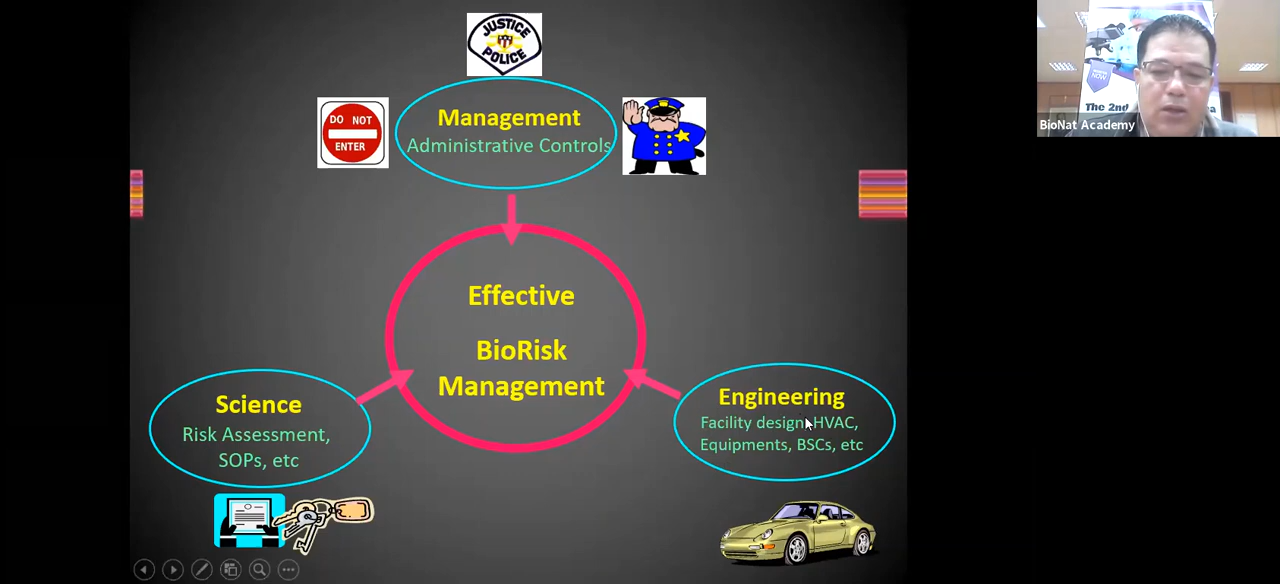 JUSTICE
POLICE
DO NOT
ENTER
Management
Administrative Controls
Effective
BioRisk
Management
Science
Risk Assessment,
SOPs, etc
Engineering
Facility design, HVAC,
Equipments, BSCs, etc
NOW
The 2nd
BioNat Academy